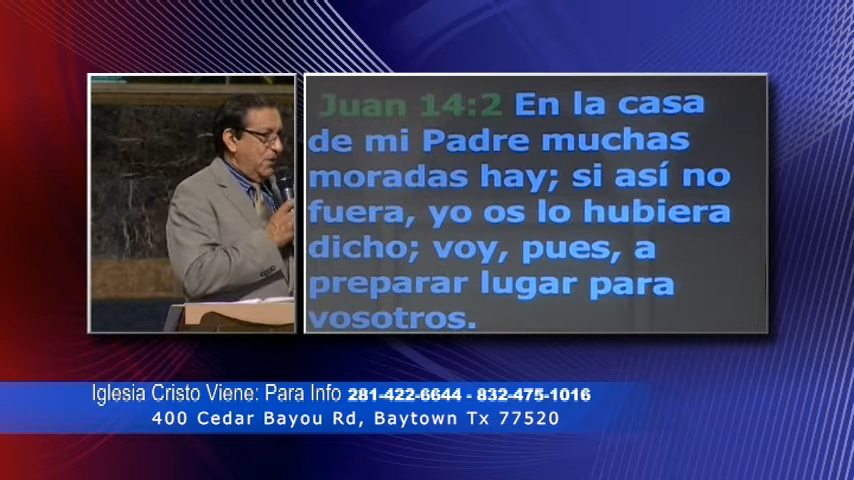 Juan 14:2 En la casa
de mi Padre muchas
moradas hay; si así no
fuera, yo os lo hubiera
dicho; voy, pues, a
preparar lugar para
vosotros.
Iglesia Cristo Viene: Para Info 281-422-6644 - 832-475-1016
400 Cedar Bayou Rd, Baytown Tx 77520